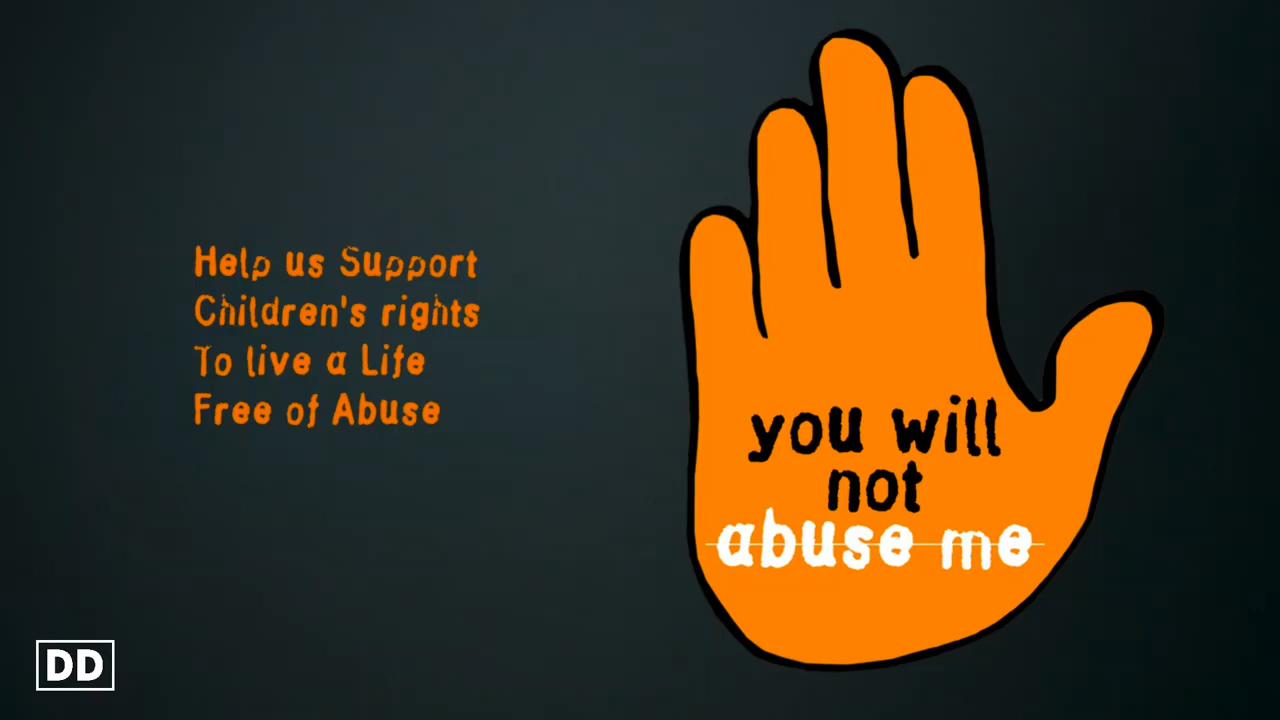 Help us Support
Children's rights
To live a Life
Free of Abuse
you will
not
abuse me
DD